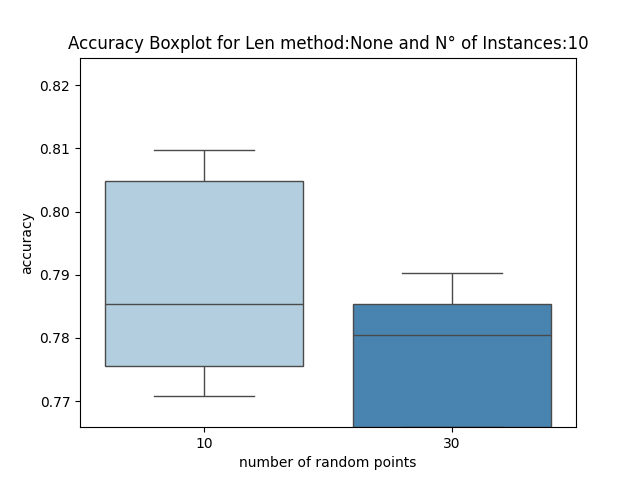 Accuracy Boxplot for Len method:None and N° of Instances:10
0.82
0.81
0.80
0.79
0.78
0.77
accuracy
10 30
number of random points